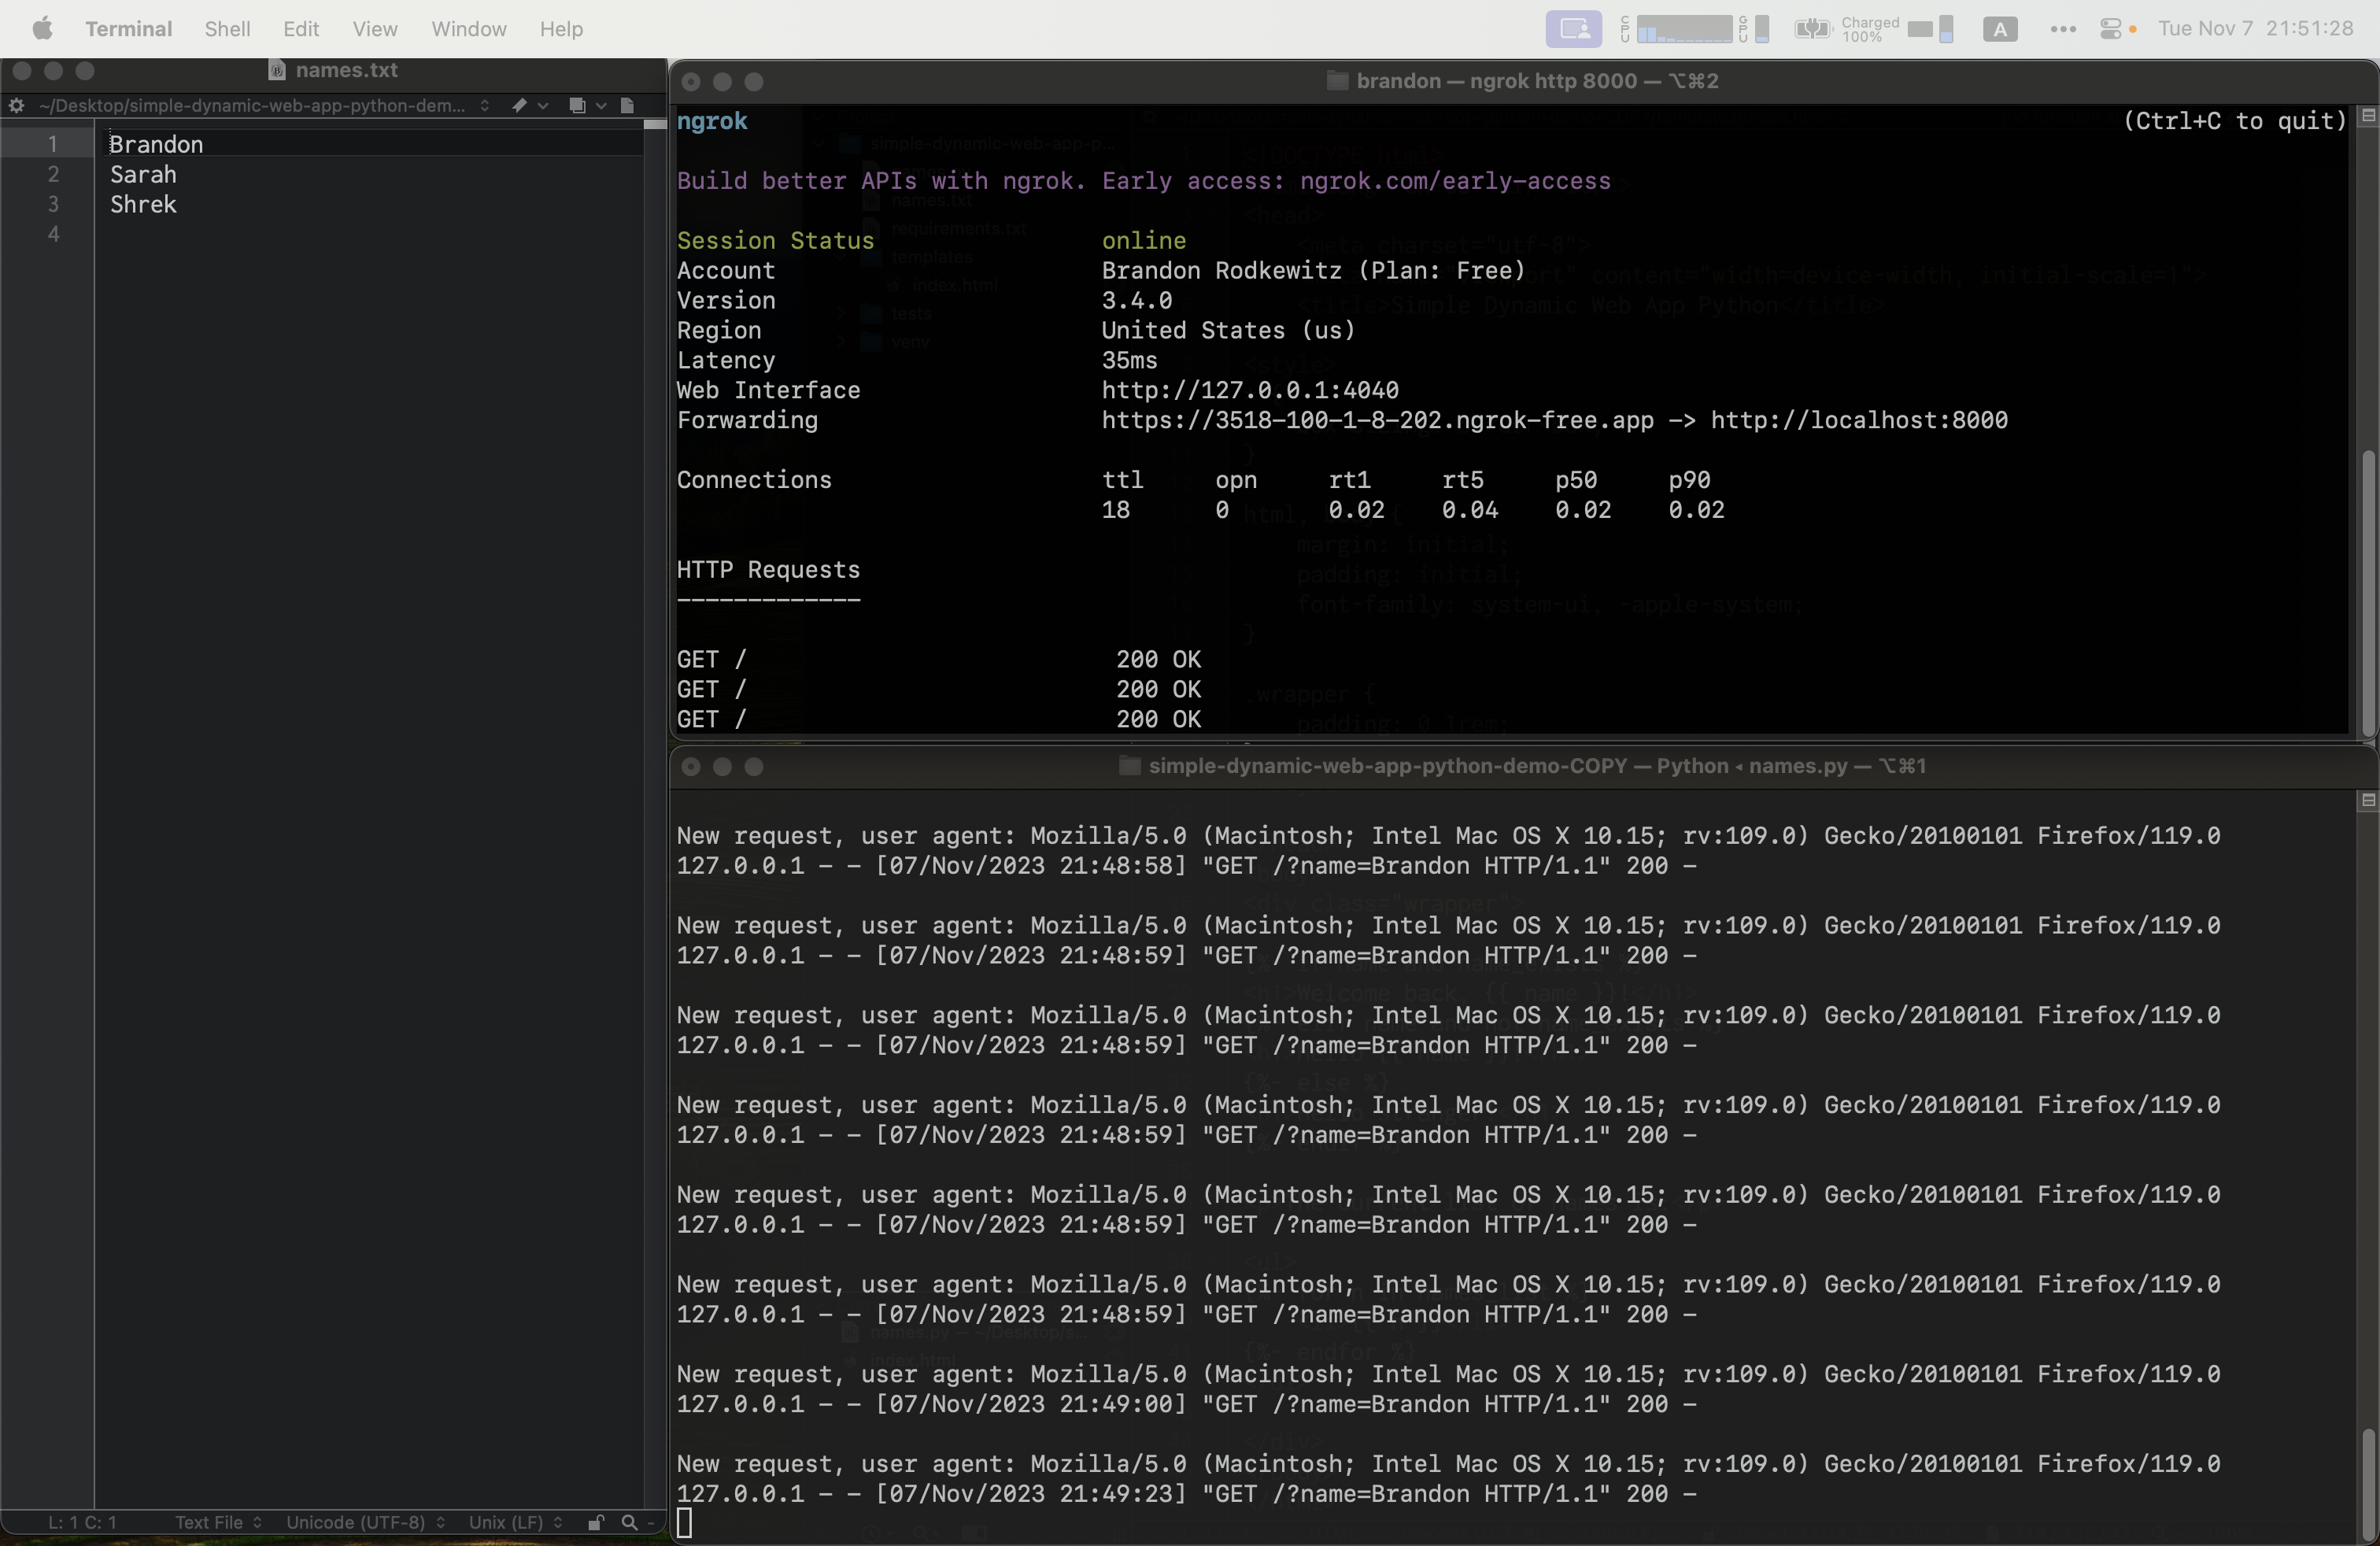 Terminal Shell Edit View Window Help CPU GPU Charged 100% A Tue Nov 7 21:51:28
names.txt
~/Desktop/simple-dynamic-web-app-python-dem...
1 Brandon
2 Sarah
3 Shrek
4
L: 1 C: 1 Text File Unicode (UTF-8) Unix (LF)
brandon — ngrok http 8000 — ⌥⌘2
ngrok (Ctrl+C to quit)
Build better APIs with ngrok. Early access: ngrok.com/early-access
Session Status online
Account Brandon Rodkewitz (Plan: Free)
Version 3.4.0
Region United States (us)
Latency 35ms
Web Interface http://127.0.0.1:4040
Forwarding https://3518-100-1-8-202.ngrok-free.app -> http://localhost:8000
Connections ttl opn rt1 rt5 p50 p90
18 0 0.02 0.04 0.02 0.02
HTTP Requests
-------------
GET / 200 OK
GET / 200 OK
GET / 200 OK
simple-dynamic-web-app-python-demo-COPY — Python ◂ names.py — ⌥⌘1
New request, user agent: Mozilla/5.0 (Macintosh; Intel Mac OS X 10.15; rv:109.0) Gecko/20100101 Firefox/119.0
127.0.0.1 - - [07/Nov/2023 21:48:58] "GET /?name=Brandon HTTP/1.1" 200 -
New request, user agent: Mozilla/5.0 (Macintosh; Intel Mac OS X 10.15; rv:109.0) Gecko/20100101 Firefox/119.0
127.0.0.1 - - [07/Nov/2023 21:48:59] "GET /?name=Brandon HTTP/1.1" 200 -
New request, user agent: Mozilla/5.0 (Macintosh; Intel Mac OS X 10.15; rv:109.0) Gecko/20100101 Firefox/119.0
127.0.0.1 - - [07/Nov/2023 21:48:59] "GET /?name=Brandon HTTP/1.1" 200 -
New request, user agent: Mozilla/5.0 (Macintosh; Intel Mac OS X 10.15; rv:109.0) Gecko/20100101 Firefox/119.0
127.0.0.1 - - [07/Nov/2023 21:48:59] "GET /?name=Brandon HTTP/1.1" 200 -
New request, user agent: Mozilla/5.0 (Macintosh; Intel Mac OS X 10.15; rv:109.0) Gecko/20100101 Firefox/119.0
127.0.0.1 - - [07/Nov/2023 21:48:59] "GET /?name=Brandon HTTP/1.1" 200 -
New request, user agent: Mozilla/5.0 (Macintosh; Intel Mac OS X 10.15; rv:109.0) Gecko/20100101 Firefox/119.0
127.0.0.1 - - [07/Nov/2023 21:48:59] "GET /?name=Brandon HTTP/1.1" 200 -
New request, user agent: Mozilla/5.0 (Macintosh; Intel Mac OS X 10.15; rv:109.0) Gecko/20100101 Firefox/119.0
127.0.0.1 - - [07/Nov/2023 21:49:00] "GET /?name=Brandon HTTP/1.1" 200 -
New request, user agent: Mozilla/5.0 (Macintosh; Intel Mac OS X 10.15; rv:109.0) Gecko/20100101 Firefox/119.0
127.0.0.1 - - [07/Nov/2023 21:49:23] "GET /?name=Brandon HTTP/1.1" 200 -